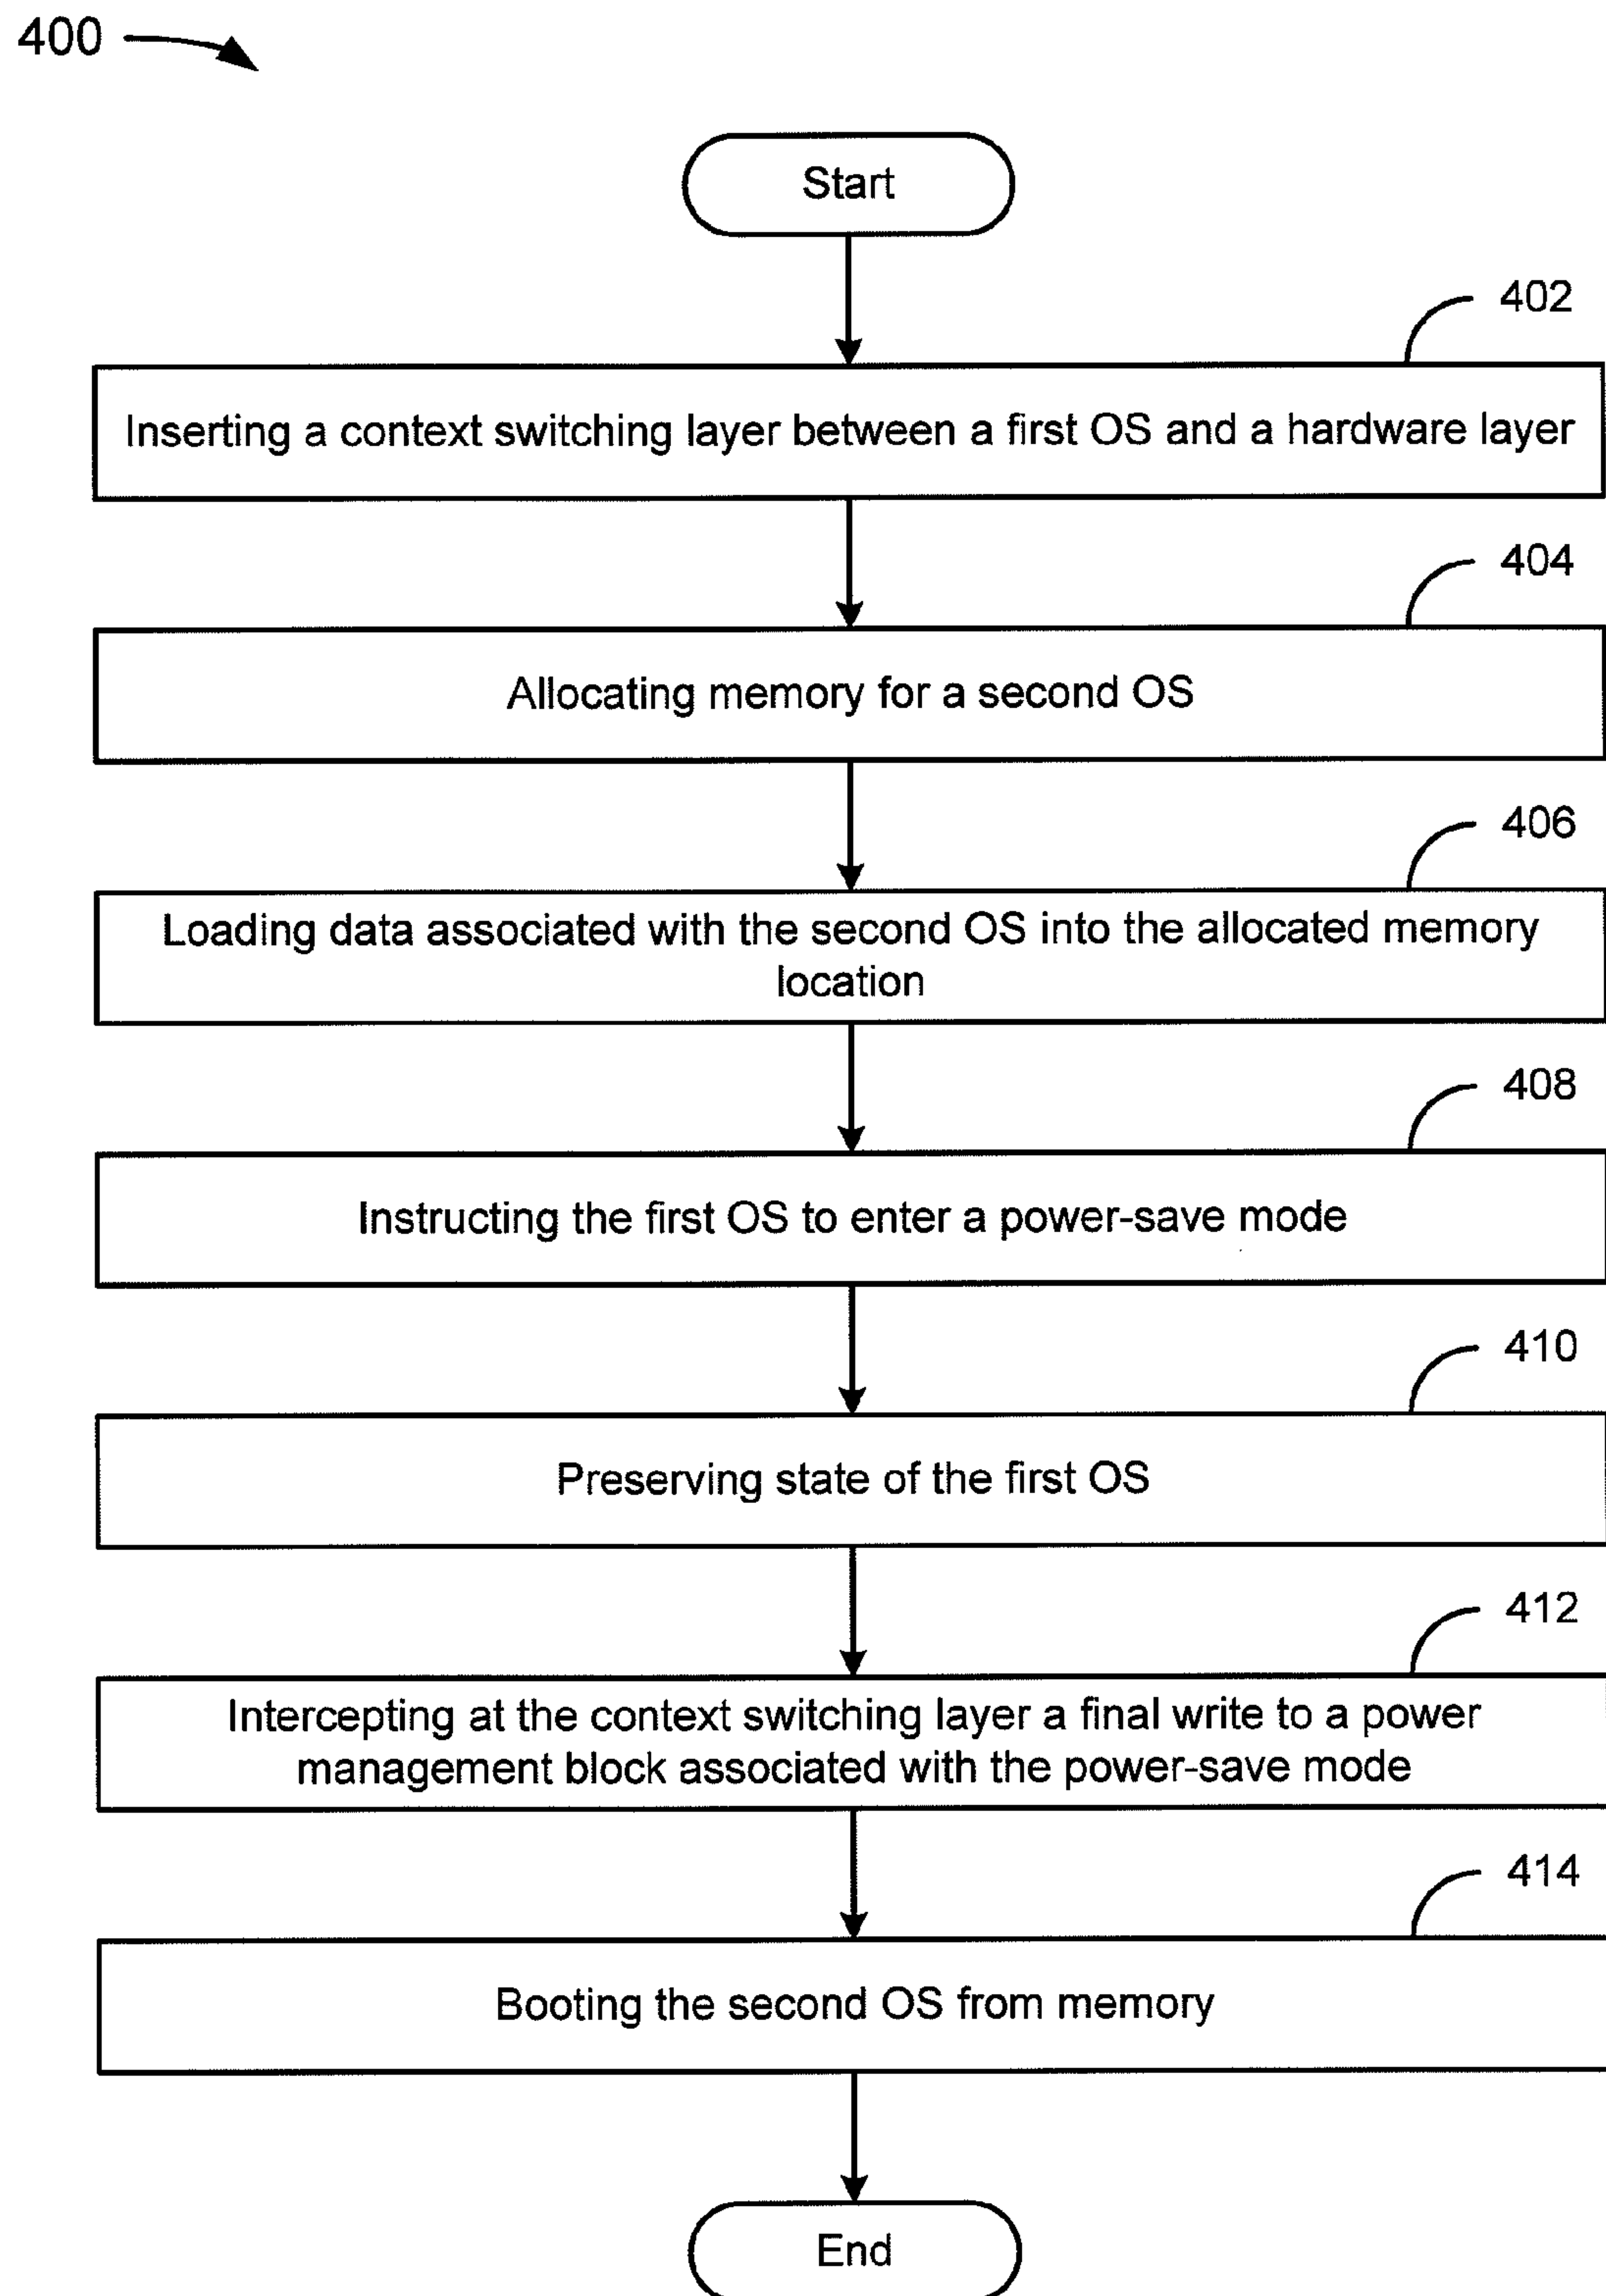 400
Start
402
Inserting a context switching layer between a first OS and a hardware layer
404
Allocating memory for a second OS
406
Loading data associated with the second OS into the allocated memory
location
408
Instructing the first OS to enter a power-save mode
410
Preserving state of the first OS
412
Intercepting at the context switching layer a final write to a power
management block associated with the power-save mode
414
Booting the second OS from memory
End